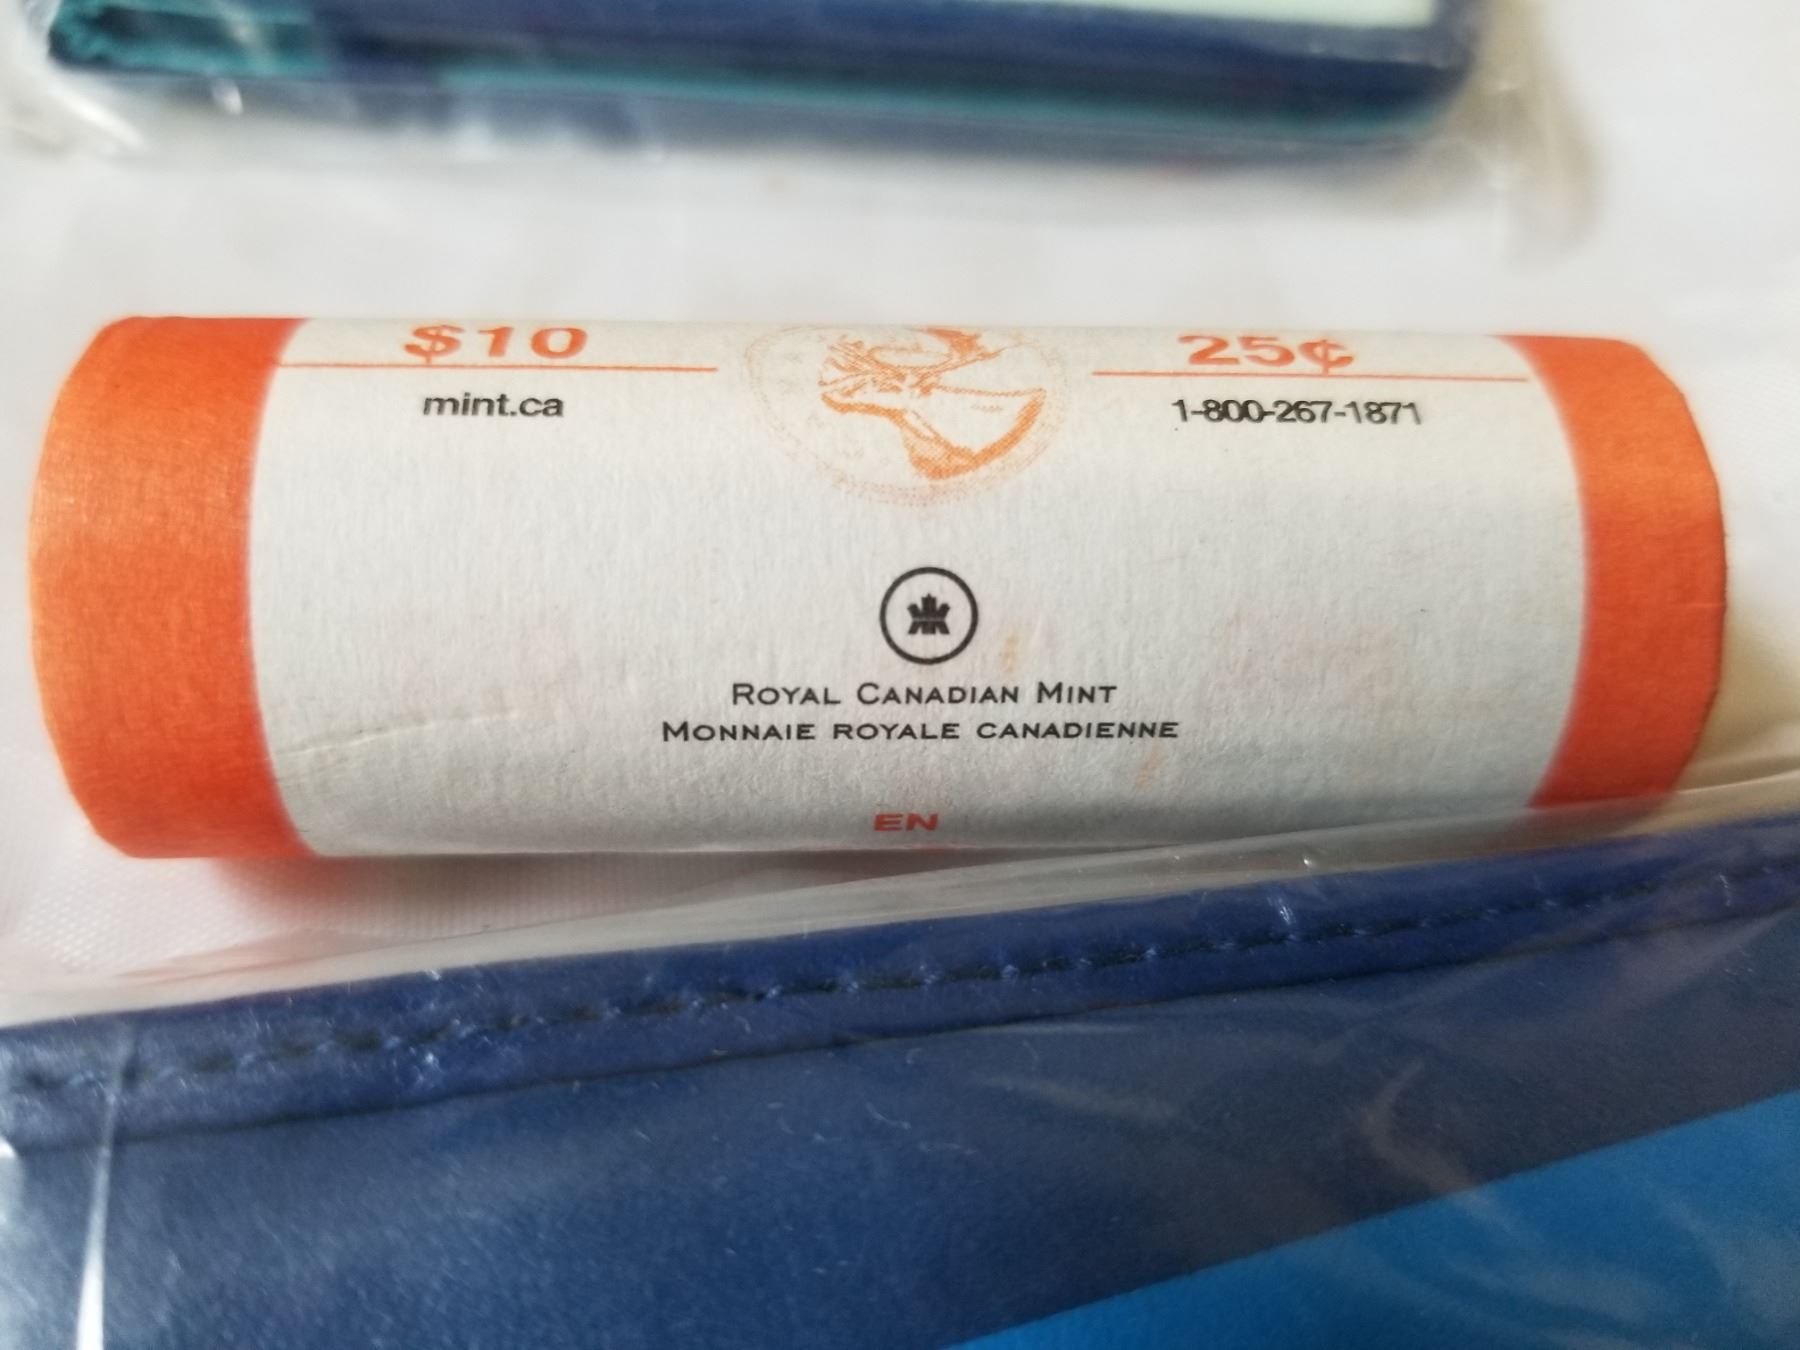 $10 25¢
mint.ca 1-800-267-1871
ROYAL CANADIAN MINT
MONNAIE ROYALE CANADIENNE
EN